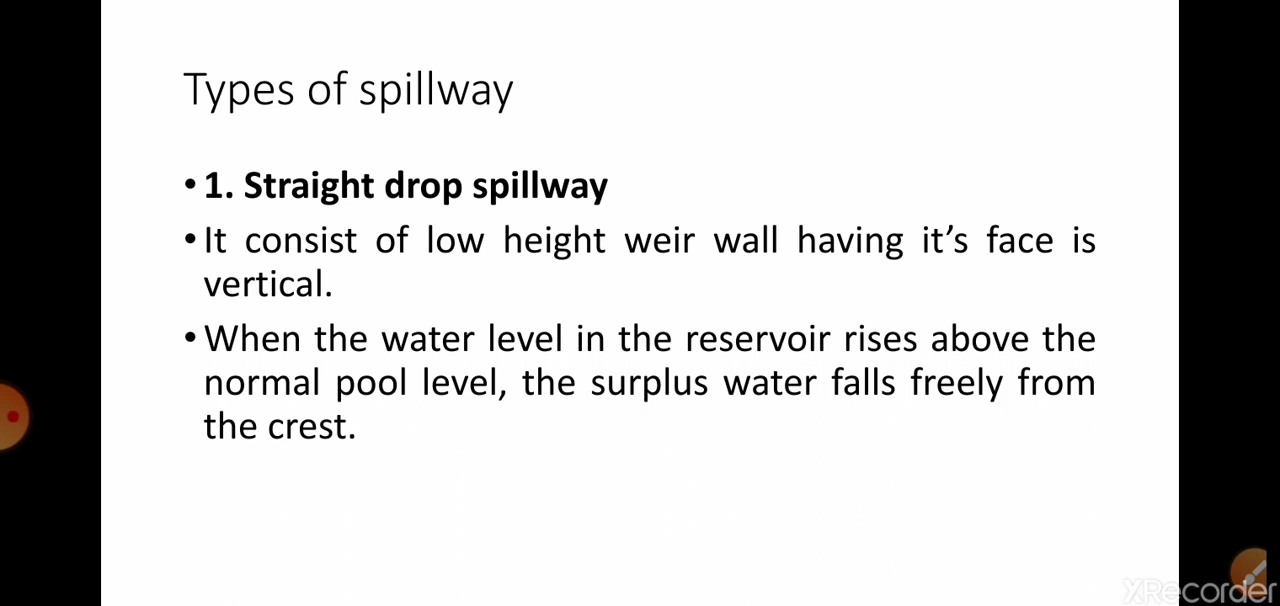 Types of spillway
• 1. Straight drop spillway
• It consist of low height weir wall having it’s face is
vertical.
• When the water level in the reservoir rises above the
normal pool level, the surplus water falls freely from
the crest.
XRecorder